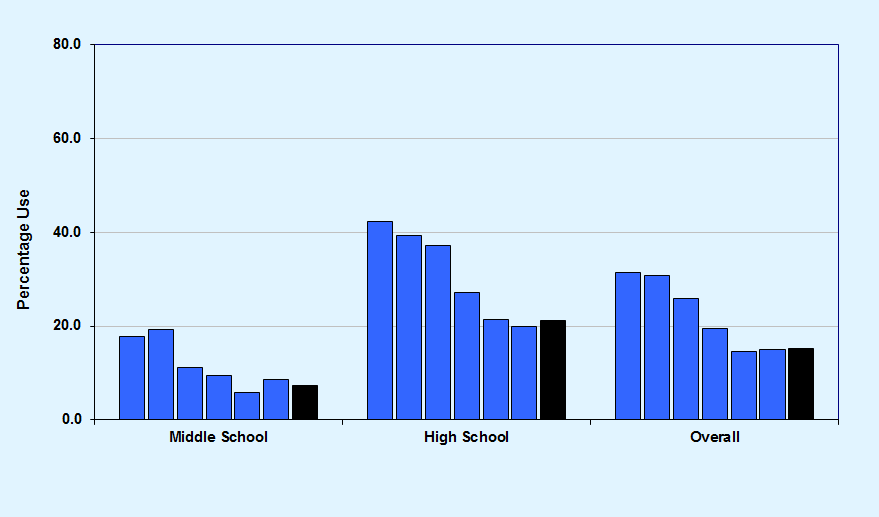 80.0
60.0
40.0
20.0
0.0
Percentage Use
Middle School
High School
Overall